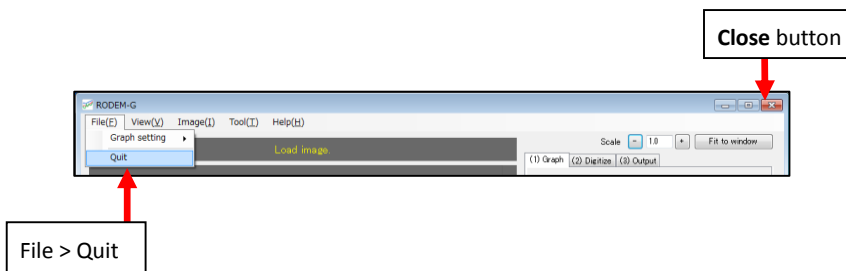 Close button
RODEM-G
File(F) View(V) Image(I) Tool(T) Help(H)
Graph setting
Quit
Load image.
Scale - 1.0 + Fit to window
(1) Graph (2) Digitize (3) Output
File > Quit